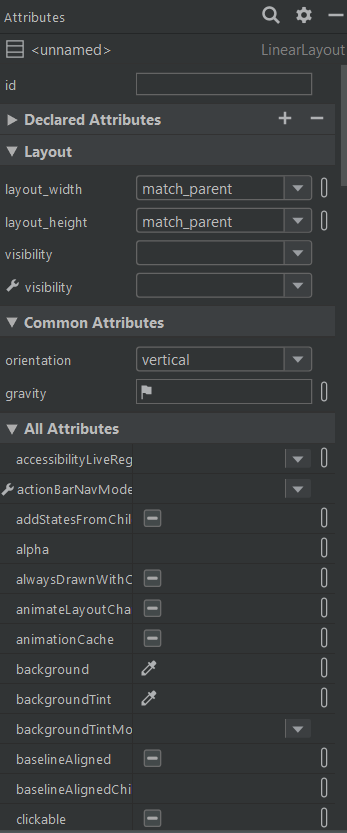 Attributes
<unnamed> LinearLayout
id
Declared Attributes
Layout
layout_width match_parent
layout_height match_parent
visibility
visibility
Common Attributes
orientation vertical
gravity
All Attributes
accessibilityLiveReg
actionBarNavMode
addStatesFromChil
alpha
alwaysDrawnWithC
animateLayoutCha
animationCache
background
backgroundTint
backgroundTintMo
baselineAligned
baselineAlignedChi
clickable